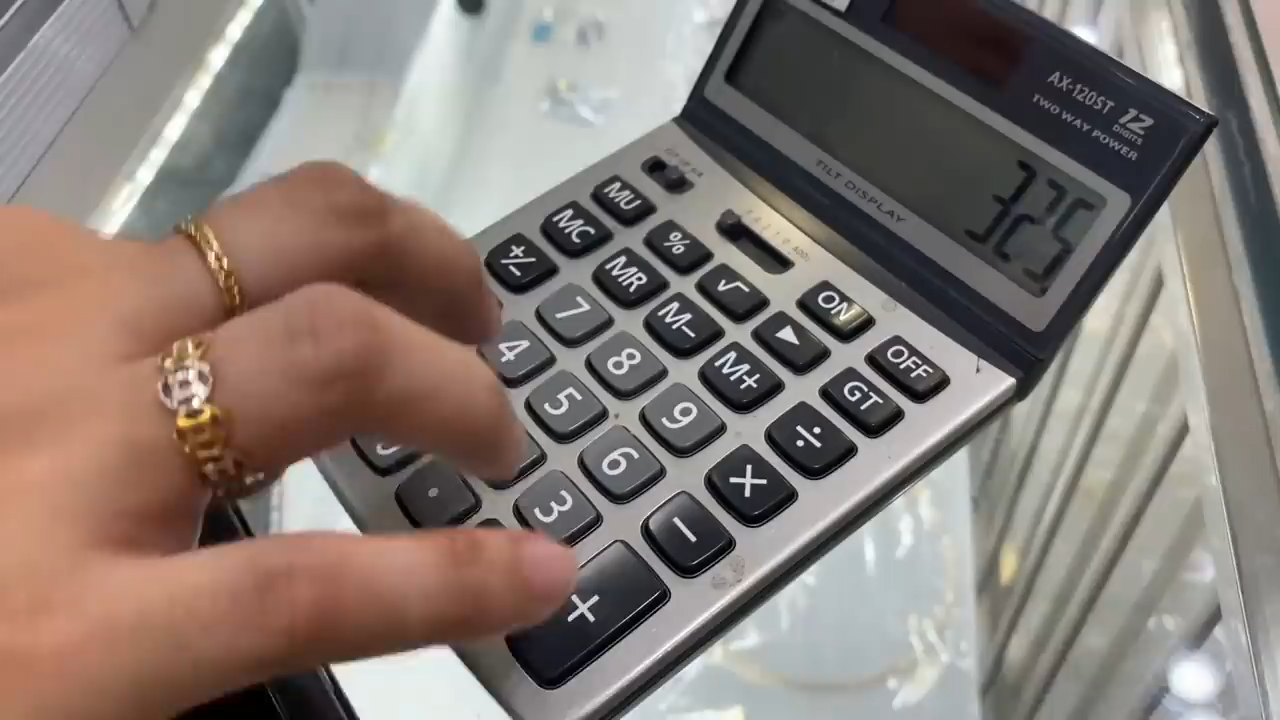 AX-120ST 12
DIGITS
TWO WAY POWER
TILT DISPLAY
MU
MC % ON OFF
+/- MR √ ▶ GT
7 M- M+ ÷
4 8 9 ×
5 6 −
3 +
.